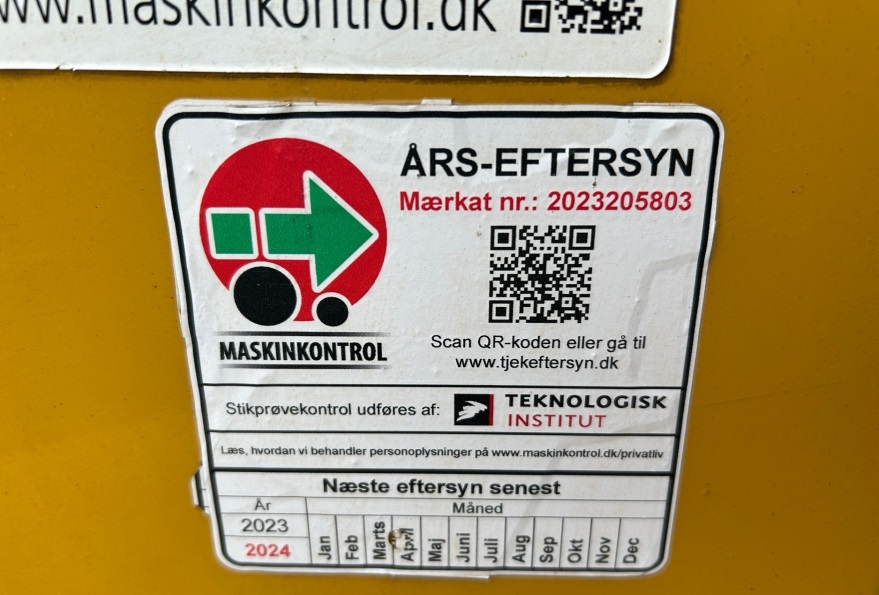 www.maskinkontrol.dk
ÅRS-EFTERSYN
Mærkat nr.: 2023205803
Scan QR-koden eller gå til
www.tjekeftersyn.dk
MASKINKONTROL
Stikprøvekontrol udføres af: TEKNOLOGISK
INSTITUT
Læs, hvordan vi behandler personoplysninger på www.maskinkontrol.dk/privatliv
Næste eftersyn senest
År Måned
2023
2024 Jan Feb Marts April Maj Juni Juli Aug Sep Okt Nov Dec